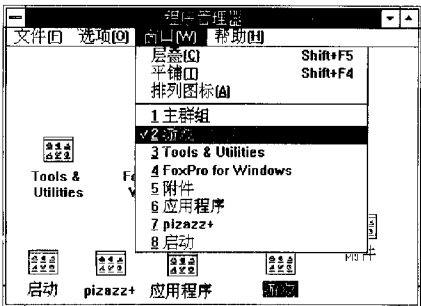 程序管理器
文件(F) 选项(O) 窗口(W) 帮助(H)
层叠(C) Shift+F5
平铺(T) Shift+F4
排列图标(A)
1 主群组
✓2 游戏
3 Tools & Utilities
4 FoxPro for Windows
5 附件
6 应用程序
7 pizazz+
8 启动
Tools &
Utilities
附件
启动
pizazz+
应用程序
游戏